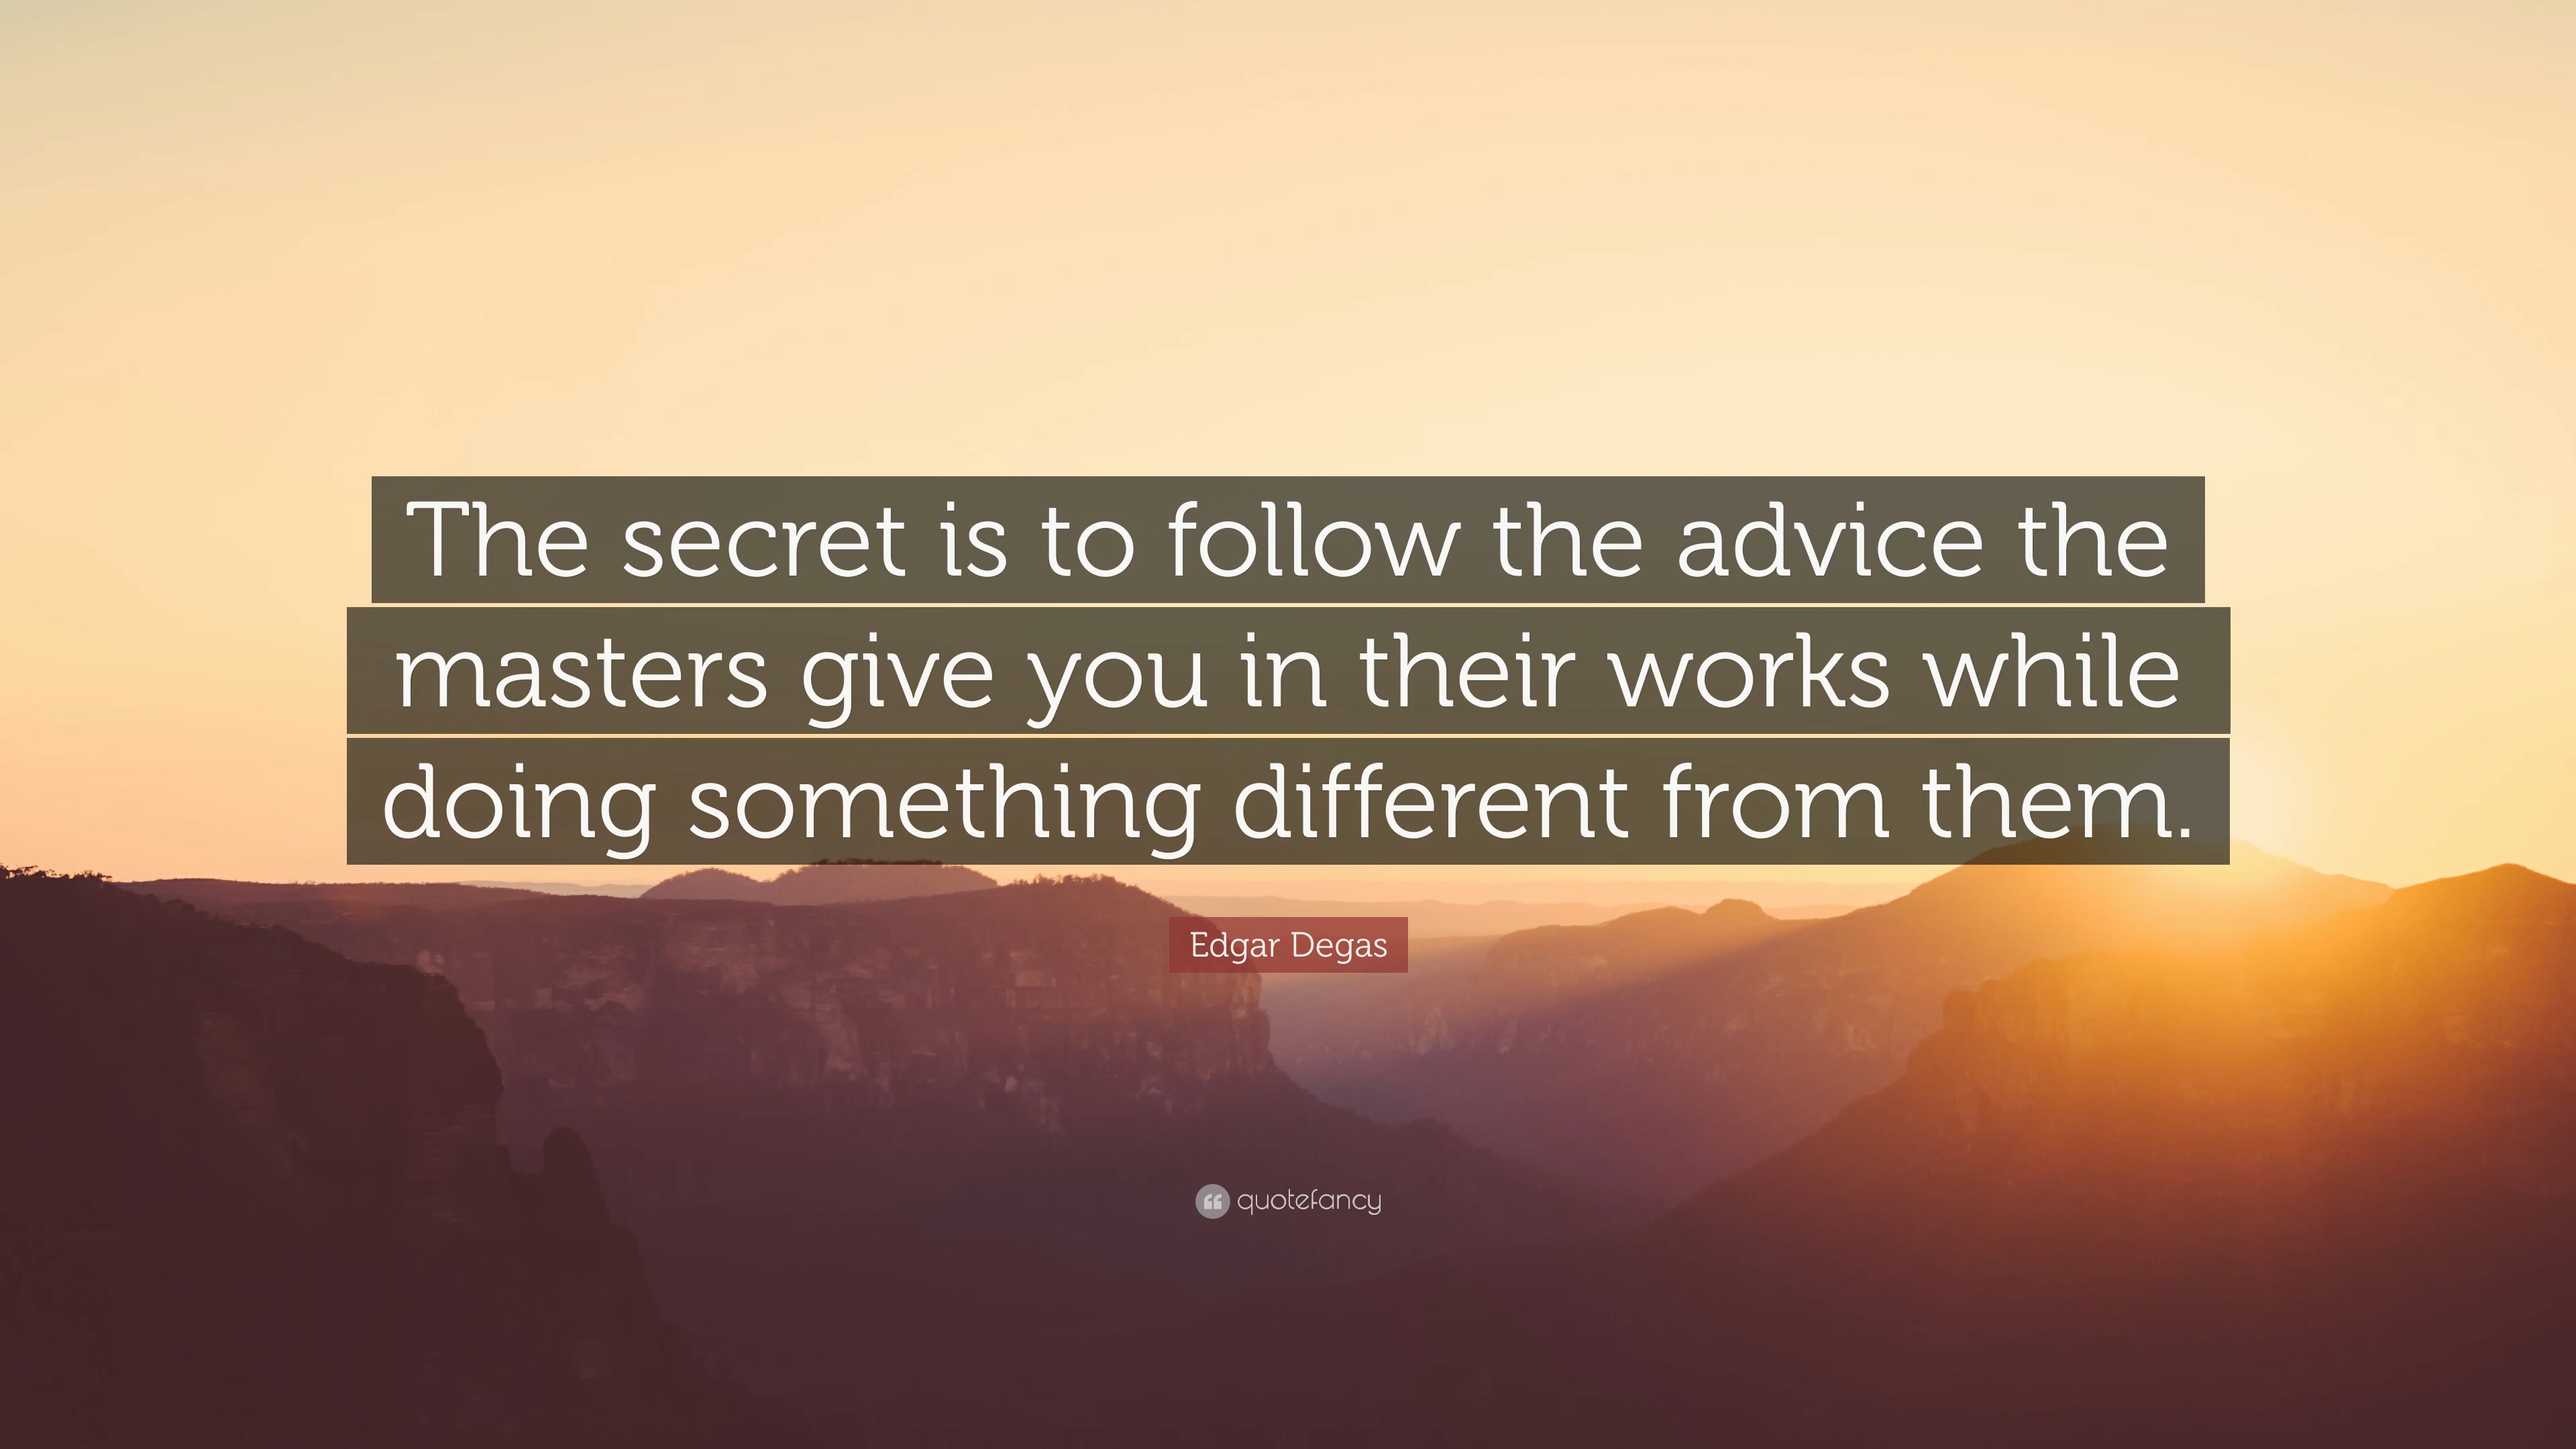 The secret is to follow the advice the
masters give you in their works while
doing something different from them.
Edgar Degas
quotefancy